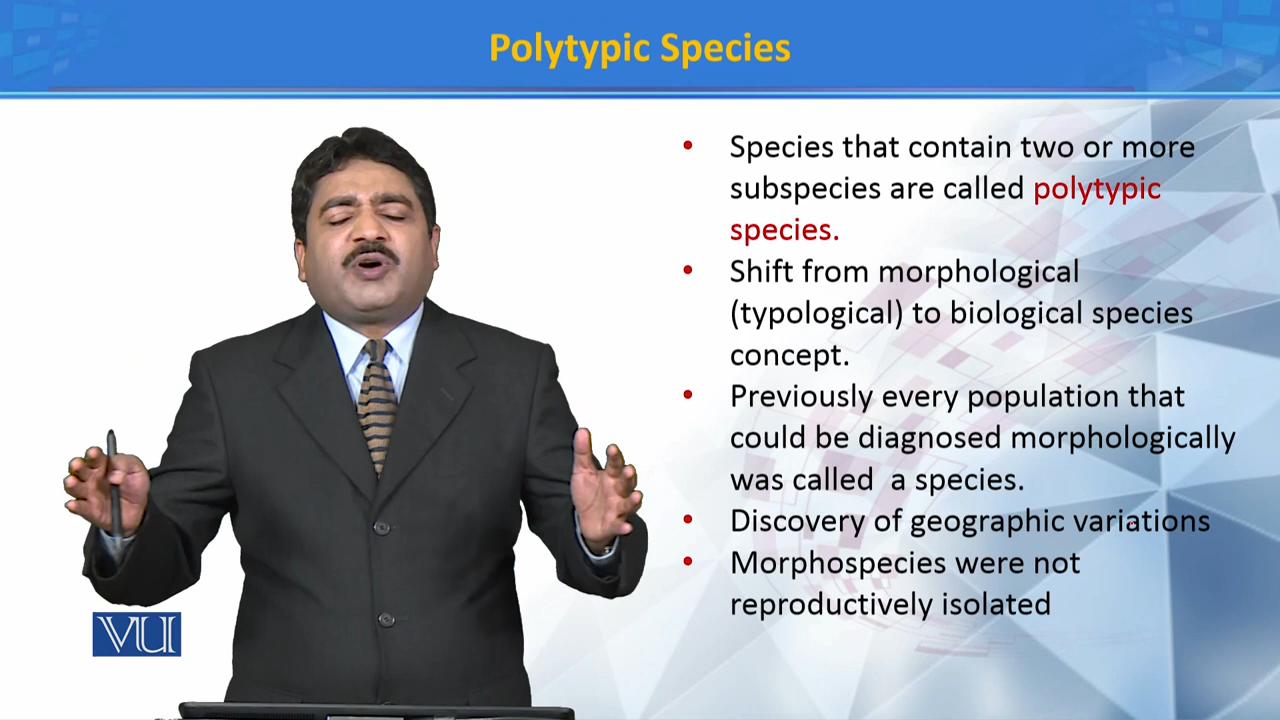 Polytypic Species
• Species that contain two or more
subspecies are called polytypic
species.
• Shift from morphological
(typological) to biological species
concept.
• Previously every population that
could be diagnosed morphologically
was called  a species.
• Discovery of geographic variations
• Morphospecies were not
reproductively isolated
VU